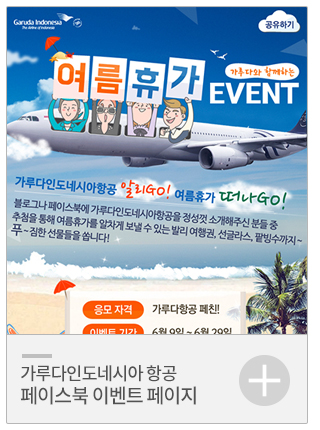 Garuda Indonesia
The Airline of Indonesia
공유하기
여름휴가
가루다와 함께하는
EVENT
가루다인도네시아항공 알리GO! 여름휴가 떠나GO!
블로그나 페이스북에 가루다인도네시아항공을 정성껏 소개해주신 분들 중
추첨을 통해 여름휴가를 알차게 보낼 수 있는 발리 여행권, 선글라스, 팥빙수까지~
푸~짐한 선물들을 쏩니다!
응모 자격 가루다항공 페친!
이벤트 기간 6월 9일 ~ 6월 29일
가루다인도네시아 항공
페이스북 이벤트 페이지